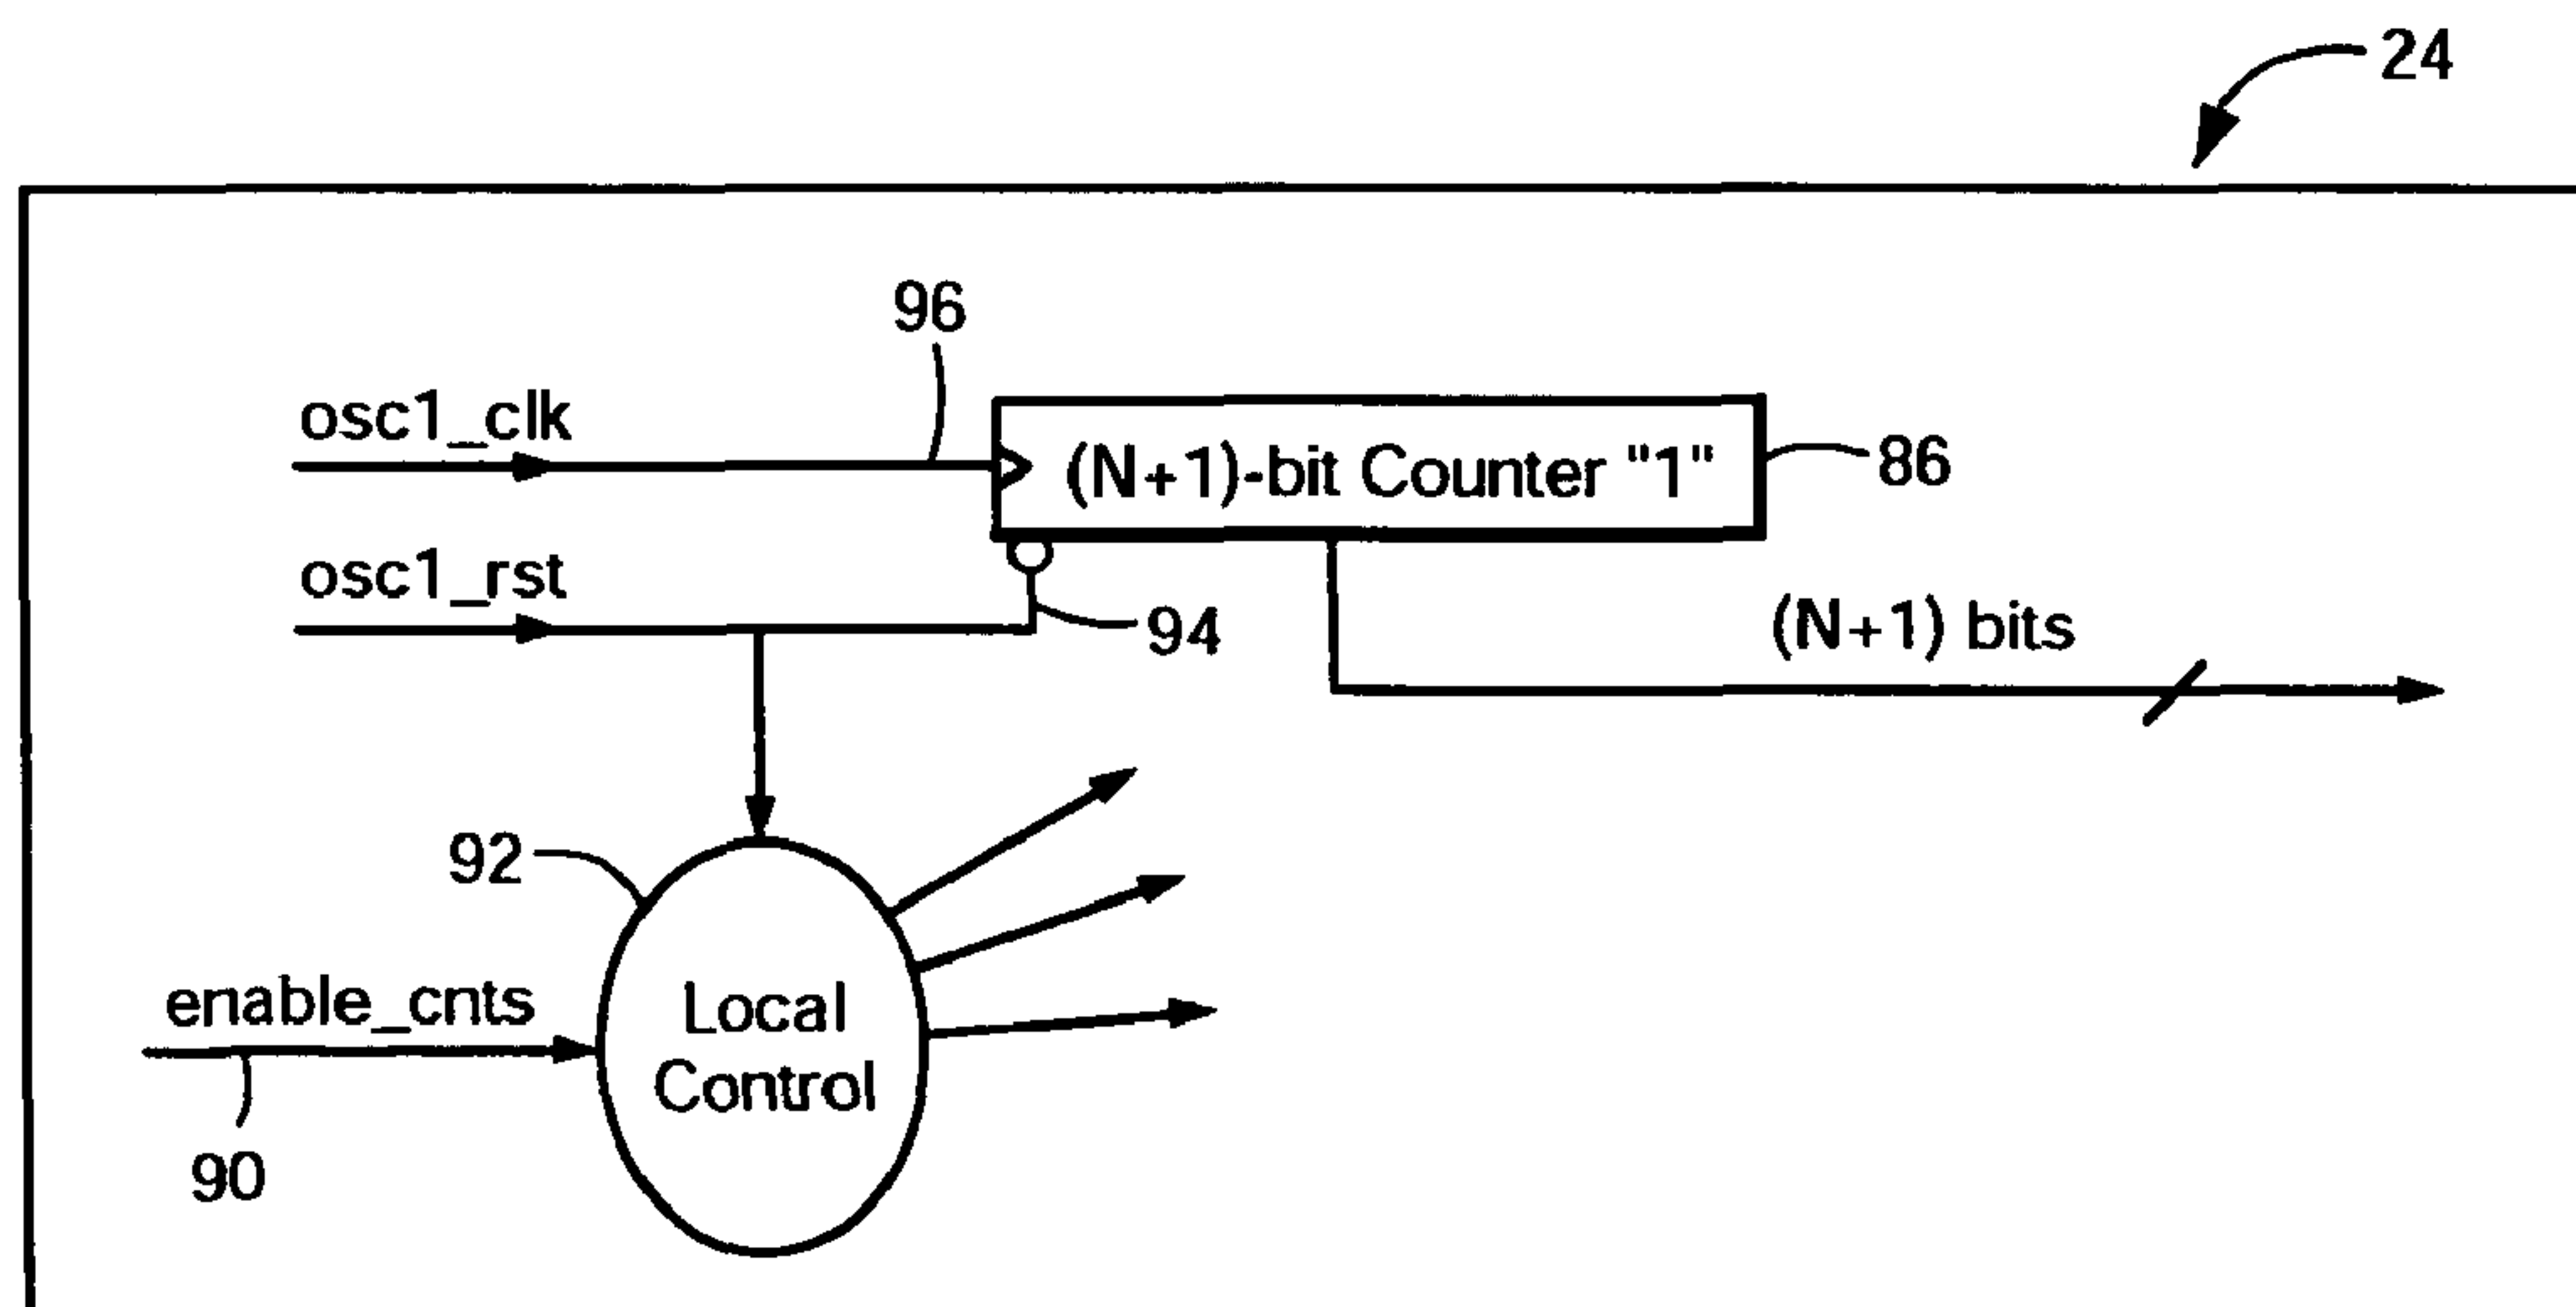 24
96
osc1_clk
(N+1)-bit Counter "1"
86
osc1_rst
94
(N+1) bits
92
Local
Control
enable_cnts
90